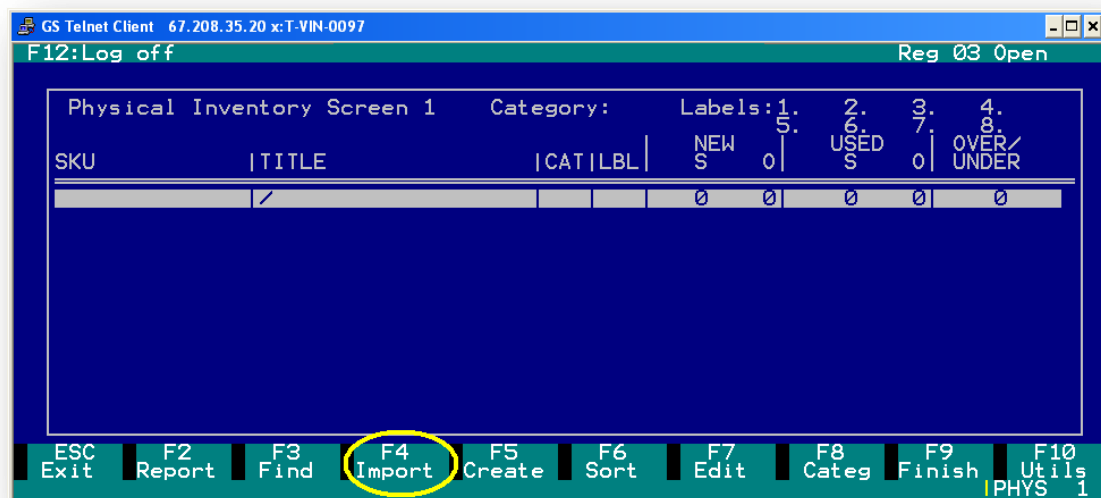 GS Telnet Client 67.208.35.20 x:T-VIN-0097
F12:Log off Reg 03 Open
Physical Inventory Screen 1 Category: Labels:1. 2. 3. 4.
5. 6. 7. 8.
NEW USED OVER/
SKU |TITLE |CAT|LBL| S O| S O| UNDER
|/ | | | 0 0| 0 0| 0
ESC F2 F3 F4 F5 F6 F7 F8 F9 F10
Exit Report Find Import Create Sort Edit Categ Finish Utils
|PHYS 1